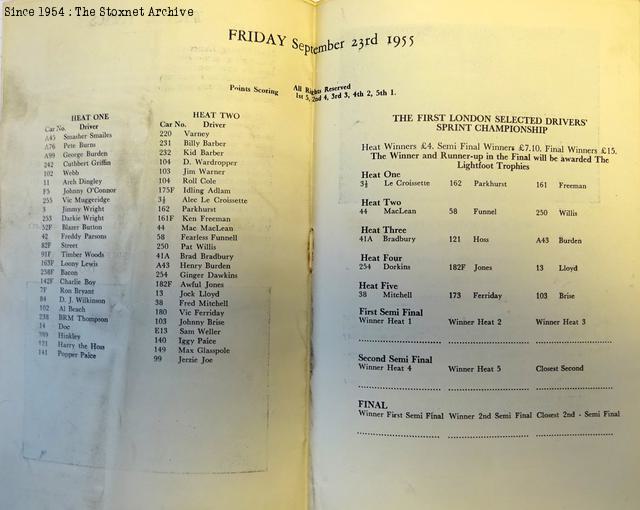 Since 1954 : The Stoxnet Archive
FRIDAY September 23rd 1955
Points Scoring
All Rights Reserved
1st 5, 2nd 4, 3rd 3, 4th 2, 5th 1.
HEAT ONE
Car No. Driver
A45 Smasher Smailes
A76 Pete Burns
A99 George Burden
242 Cuthbert Griffin
102 Webb
11 Arch Dingley
F5 Johnny O'Connor
255 Vic Muggeridge
3 Jimmy Wright
253 Darkie Wright
52F Blazer Button
42 Freddy Parsons
82F Street
91F Timber Woods
163F Loony Lewis
258F Bacon
142F Charlie Boy
7F Ron Bryant
84 D. J. Wilkinson
102 Al Beach
238 BRM Thompson
14 Doc
Hinkley
121 Harry the Hoss
141 Popper Paice
HEAT TWO
Car No. Driver
220 Varney
231 Billy Barber
232 Kid Barber
104 D. Wardropper
103 Jim Warner
104 Roll Cole
175F Idling Adlam
3½ Alec Le Croissette
162 Parkhurst
161F Ken Freeman
44 Mac MacLean
58 Fearless Funnell
250 Pat Willis
41A Brad Bradbury
A43 Henry Burden
254 Ginger Dawkins
182F Awful Jones
13 Jock Lloyd
38 Fred Mitchell
180 Vic Ferriday
103 Johnny Brise
E13 Sam Weller
140 Iggy Paice
149 Max Glasspole
99 Jerzie Joe
THE FIRST LONDON SELECTED DRIVERS'
SPRINT CHAMPIONSHIP
Heat Winners £4. Semi Final Winners £7.10. Final Winners £15.
The Winner and Runner-up in the Final will be awarded The
Lightfoot Trophies
Heat One
3½ Le Croissette 162 Parkhurst 161 Freeman
Heat Two
44 MacLean 58 Funnel 250 Willis
Heat Three
41A Bradbury 121 Hoss A43 Burden
Heat Four
254 Dorkins 182F Jones 13 Lloyd
Heat Five
38 Mitchell 173 Ferriday 103 Brise
First Semi Final
Winner Heat 1 Winner Heat 2 Winner Heat 3
Second Semi Final
Winner Heat 4 Winner Heat 5 Closest Second
FINAL
Winner First Semi Final Winner 2nd Semi Final Closest 2nd - Semi Final